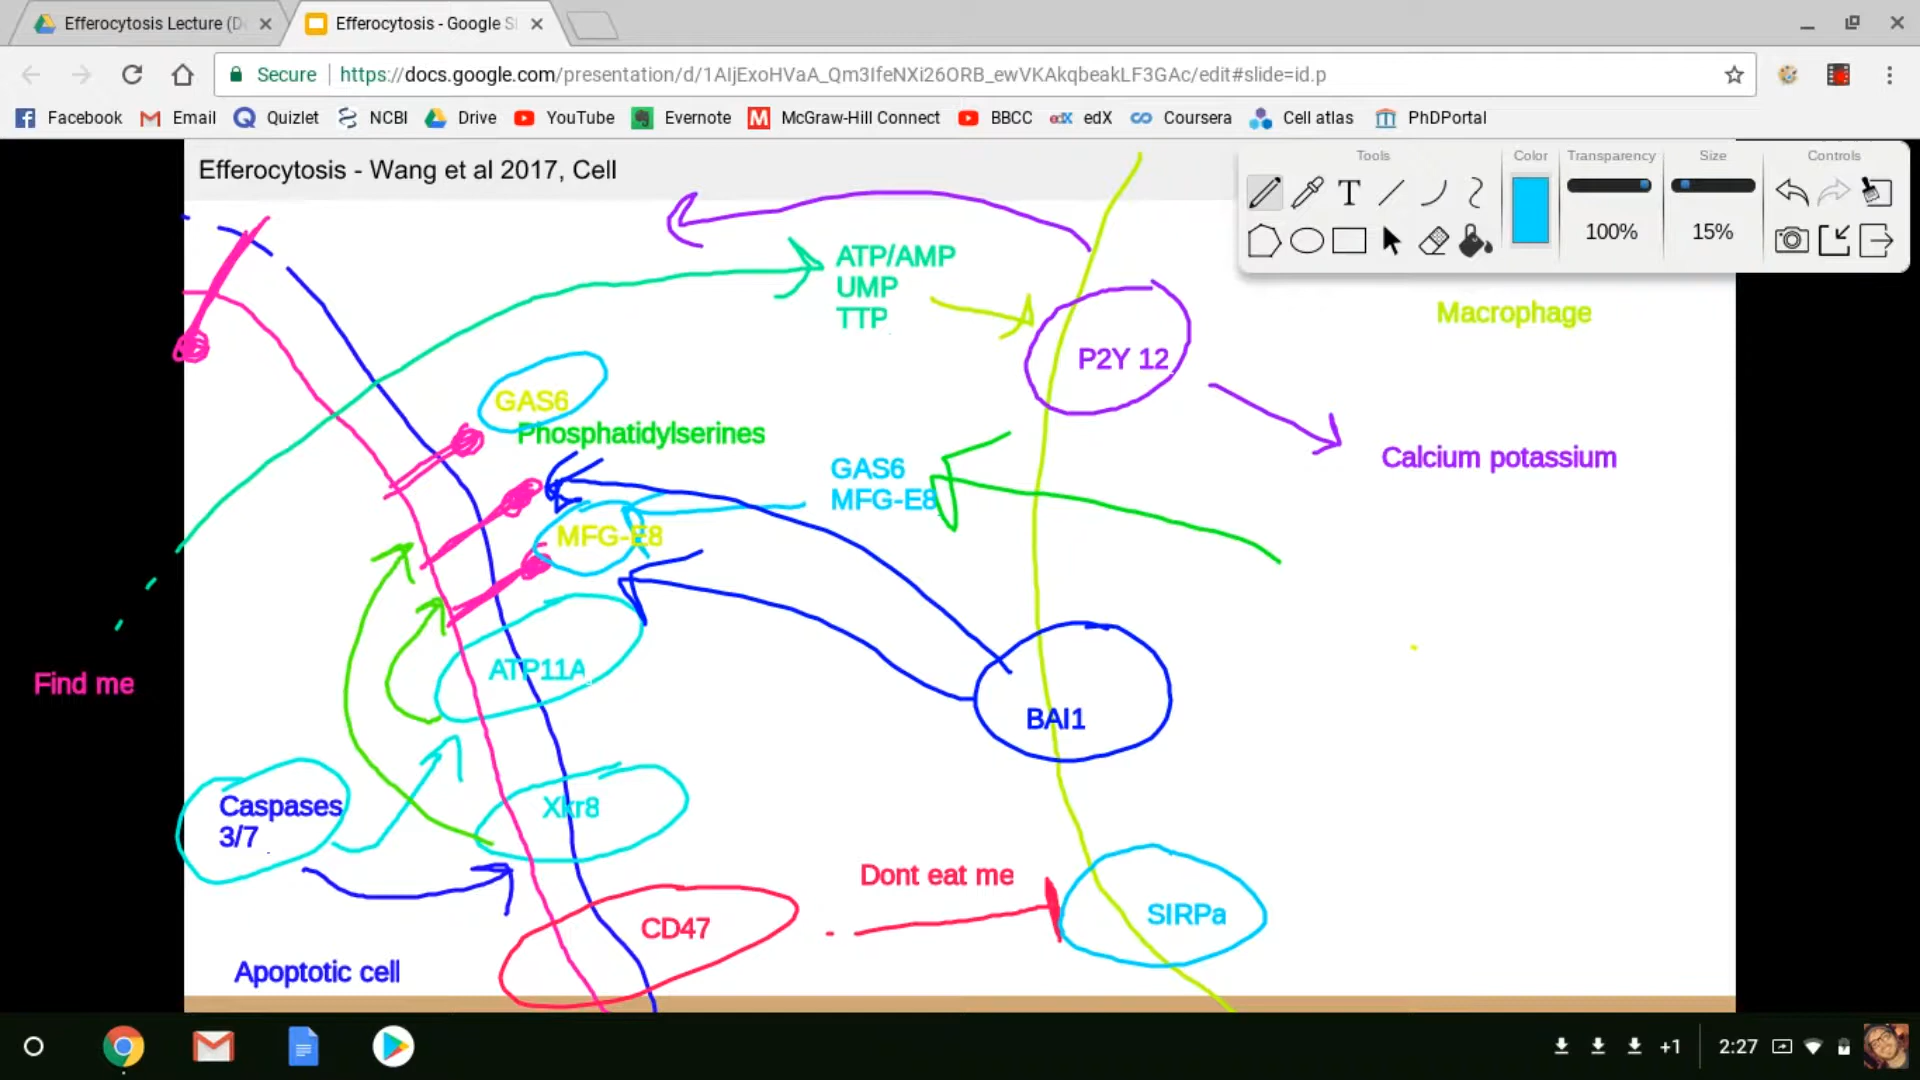 Efferocytosis Lecture (D
Efferocytosis - Google S
Secure
https://docs.google.com/presentation/d/1AIjExoHVaA_Qm3IfeNXi26ORB_ewVKAkqbeakLF3GAc/edit#slide=id.p
Facebook Email Quizlet NCBI Drive YouTube Evernote McGraw-Hill Connect BBCC edX Coursera Cell atlas PhDPortal
Efferocytosis - Wang et al 2017, Cell
Tools Color Transparency Size Controls
T
100% 15%
ATP/AMP
UMP
TTP
Macrophage
P2Y 12
GAS6
Phosphatidylserines
Calcium potassium
GAS6
MFG-E8
MFG-E8
ATP11A
Find me
BAI1
Caspases
3/7
Xkr8
Dont eat me
CD47
SIRPa
Apoptotic cell
+1 2:27